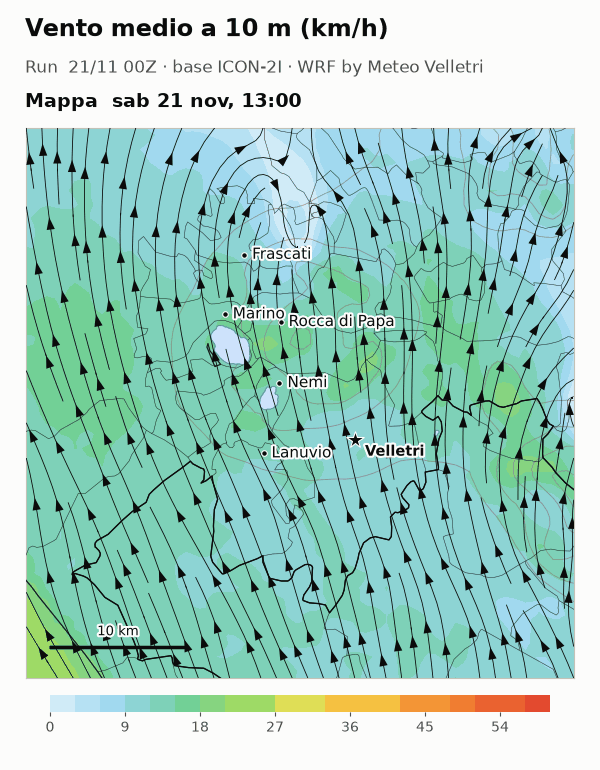 Vento medio a 10 m (km/h)
Run  21/11 00Z · base ICON-2I · WRF by Meteo Velletri
Mappa  sab 21 nov, 13:00
Frascati
Marino
Rocca di Papa
Nemi
Velletri
Lanuvio
10 km
0 9 18 27 36 45 54